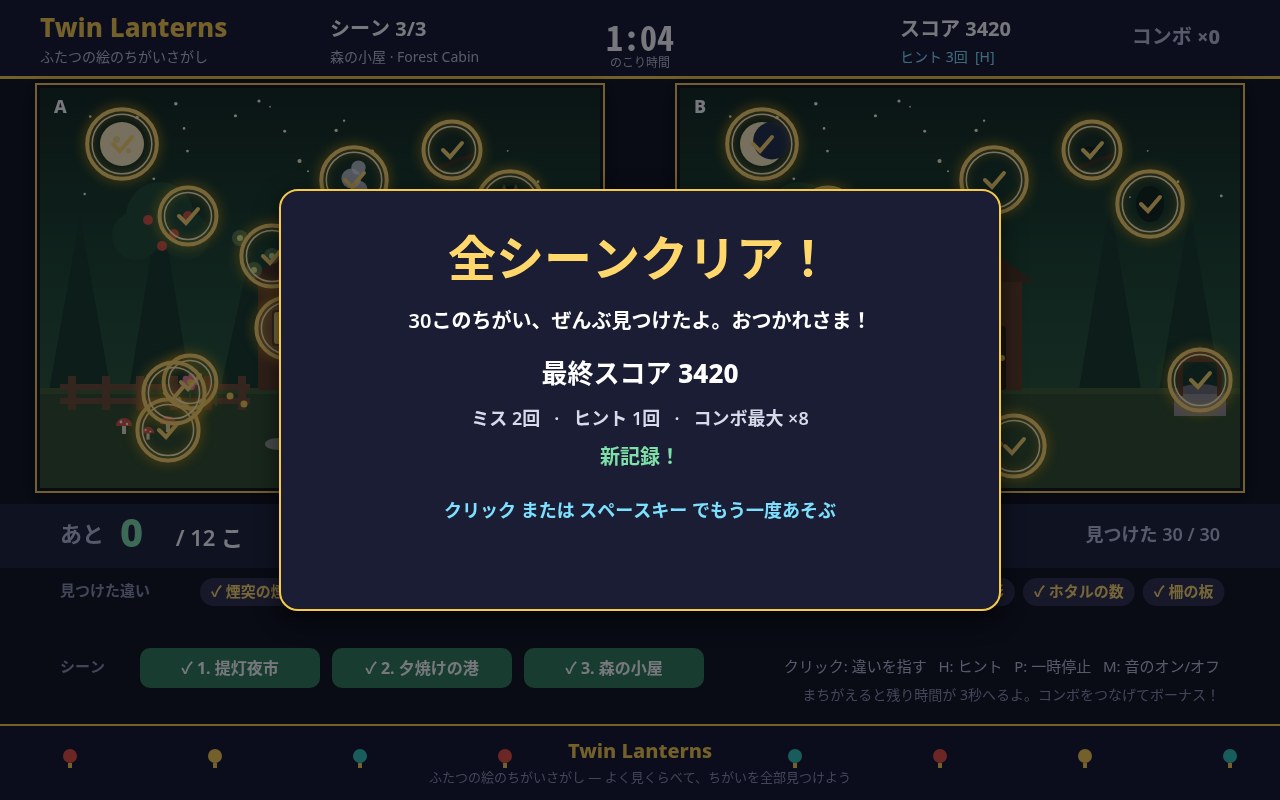 Twin Lanterns
ふたつの絵のちがいさがし
シーン 3/3
森の小屋 · Forest Cabin
1:04
のこり時間
スコア 3420
ヒント 3回 [H]
コンボ ×0
A
B
全シーンクリア！
30このちがい、ぜんぶ見つけたよ。おつかれさま！
最終スコア 3420
ミス 2回 · ヒント 1回 · コンボ最大 ×8
新記録！
クリック または スペースキー でもう一度あそぶ
あと 0 / 12 こ
見つけた 30 / 30
見つけた違い
✓ 煙突の
✓ ホタルの数
✓ 柵の板
シーン
✓ 1. 提灯夜市
✓ 2. 夕焼けの港
✓ 3. 森の小屋
クリック: 違いを指す H: ヒント P: 一時停止 M: 音のオン/オフ
まちがえると残り時間が 3秒へるよ。コンボをつなげてボーナス！
Twin Lanterns
ふたつの絵のちがいさがし — よく見くらべて、ちがいを全部見つけよう